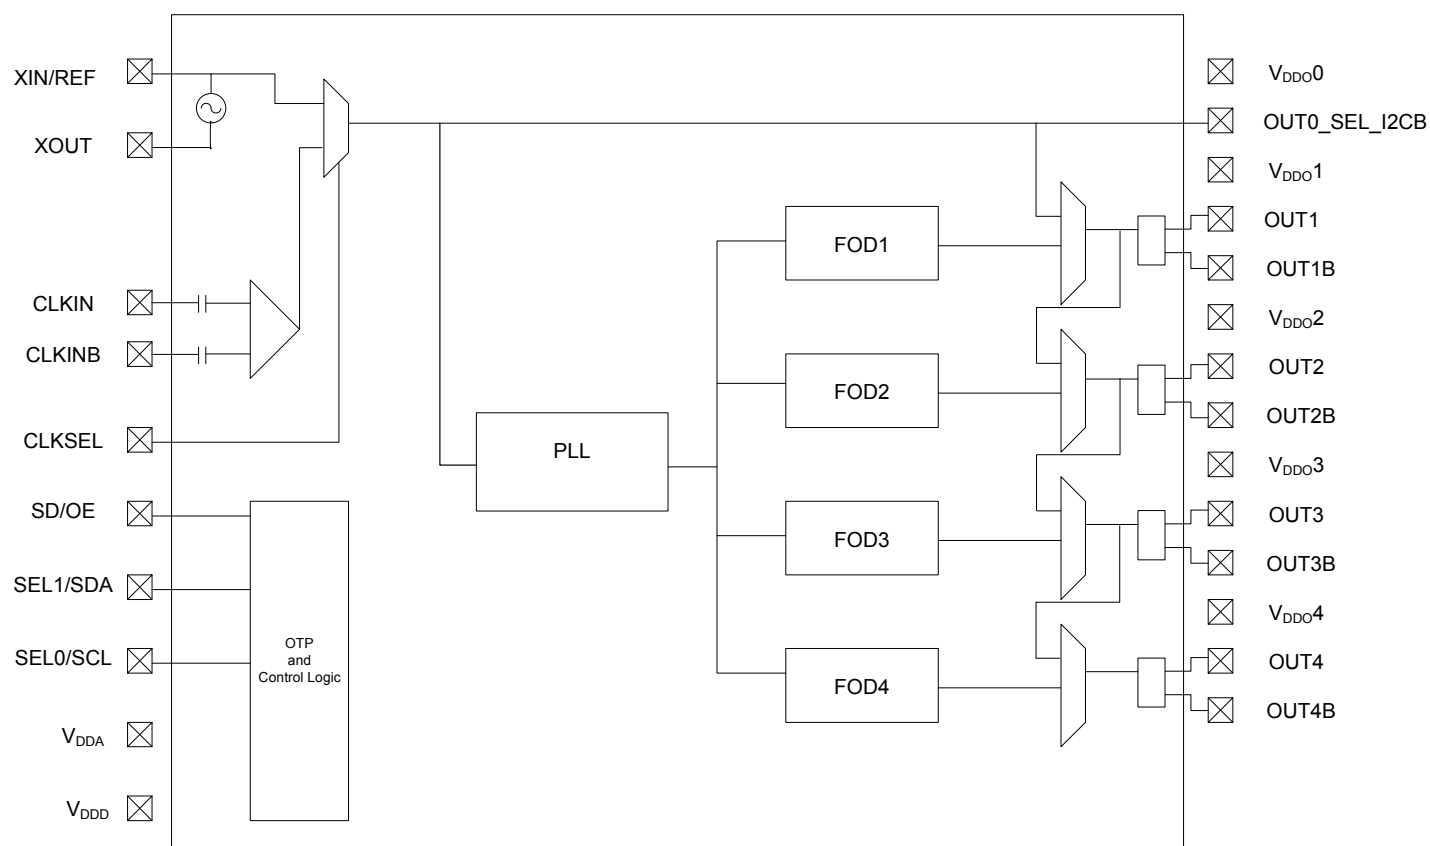 XIN/REF
XOUT
CLKIN
CLKINB
CLKSEL
SD/OE
SEL1/SDA
SEL0/SCL
VDDA
VDDD
OTP
and
Control Logic
PLL
FOD1
FOD2
FOD3
FOD4
VDDO0
OUT0_SEL_I2CB
VDDO1
OUT1
OUT1B
VDDO2
OUT2
OUT2B
VDDO3
OUT3
OUT3B
VDDO4
OUT4
OUT4B